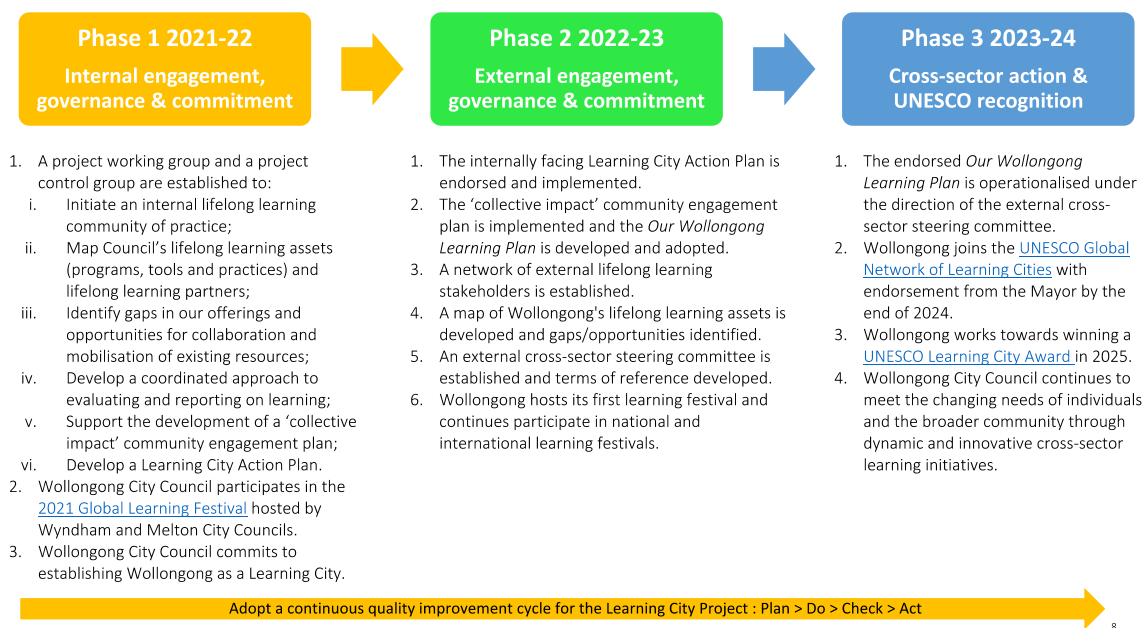 Phase 1 2021-22
Internal engagement,
governance & commitment
Phase 2 2022-23
External engagement,
governance & commitment
Phase 3 2023-24
Cross-sector action &
UNESCO recognition
1. A project working group and a project
control group are established to:
i. Initiate an internal lifelong learning
community of practice;
ii. Map Council's lifelong learning assets
(programs, tools and practices) and
lifelong learning partners;
iii. Identify gaps in our offerings and
opportunities for collaboration and
mobilisation of existing resources;
iv. Develop a coordinated approach to
evaluating and reporting on learning;
v. Support the development of a ‘collective
impact’ community engagement plan;
vi. Develop a Learning City Action Plan.
2. Wollongong City Council participates in the
2021 Global Learning Festival hosted by
Wyndham and Melton City Councils.
3. Wollongong City Council commits to
establishing Wollongong as a Learning City.
1. The internally facing Learning City Action Plan is
endorsed and implemented.
2. The ‘collective impact’ community engagement
plan is implemented and the Our Wollongong
Learning Plan is developed and adopted.
3. A network of external lifelong learning
stakeholders is established.
4. A map of Wollongong's lifelong learning assets is
developed and gaps/opportunities identified.
5. An external cross-sector steering committee is
established and terms of reference developed.
6. Wollongong hosts its first learning festival and
continues participate in national and
international learning festivals.
1. The endorsed Our Wollongong
Learning Plan is operationalised under
the direction of the external cross-
sector steering committee.
2. Wollongong joins the UNESCO Global
Network of Learning Cities with
endorsement from the Mayor by the
end of 2024.
3. Wollongong works towards winning a
UNESCO Learning City Award in 2025.
4. Wollongong City Council continues to
meet the changing needs of individuals
and the broader community through
dynamic and innovative cross-sector
learning initiatives.
Adopt a continuous quality improvement cycle for the Learning City Project : Plan > Do > Check > Act
8